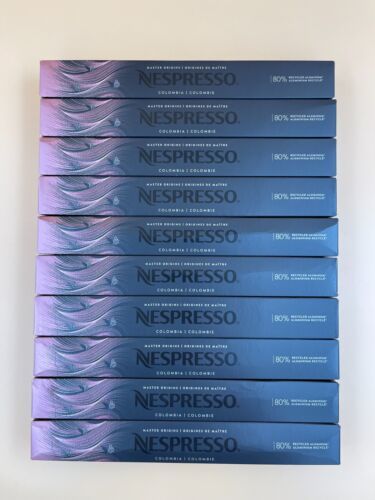 MASTER ORIGINS | ORIGINES DE MAÎTRE
NESPRESSO
COLOMBIA | COLOMBIE
80% RECYCLED ALUMINIUM*
ALUMINIUM RECYCLÉ*
MASTER ORIGINS | ORIGINES DE MAÎTRE
NESPRESSO
COLOMBIA | COLOMBIE
80% RECYCLED ALUMINIUM*
ALUMINIUM RECYCLÉ*
MASTER ORIGINS | ORIGINES DE MAÎTRE
NESPRESSO
COLOMBIA | COLOMBIE
80% RECYCLED ALUMINIUM*
ALUMINIUM RECYCLÉ*
MASTER ORIGINS | ORIGINES DE MAÎTRE
NESPRESSO
COLOMBIA | COLOMBIE
80% RECYCLED ALUMINIUM*
ALUMINIUM RECYCLÉ*
MASTER ORIGINS | ORIGINES DE MAÎTRE
NESPRESSO
COLOMBIA | COLOMBIE
80% RECYCLED ALUMINIUM*
ALUMINIUM RECYCLÉ*
MASTER ORIGINS | ORIGINES DE MAÎTRE
NESPRESSO
COLOMBIA | COLOMBIE
80% RECYCLED ALUMINIUM*
ALUMINIUM RECYCLÉ*
MASTER ORIGINS | ORIGINES DE MAÎTRE
NESPRESSO
COLOMBIA | COLOMBIE
80% RECYCLED ALUMINIUM*
ALUMINIUM RECYCLÉ*
MASTER ORIGINS | ORIGINES DE MAÎTRE
NESPRESSO
COLOMBIA | COLOMBIE
80% RECYCLED ALUMINIUM*
ALUMINIUM RECYCLÉ*
MASTER ORIGINS | ORIGINES DE MAÎTRE
NESPRESSO
COLOMBIA | COLOMBIE
80% RECYCLED ALUMINIUM*
ALUMINIUM RECYCLÉ*
MASTER ORIGINS | ORIGINES DE MAÎTRE
NESPRESSO
COLOMBIA | COLOMBIE
80% RECYCLED ALUMINIUM*
ALUMINIUM RECYCLÉ*